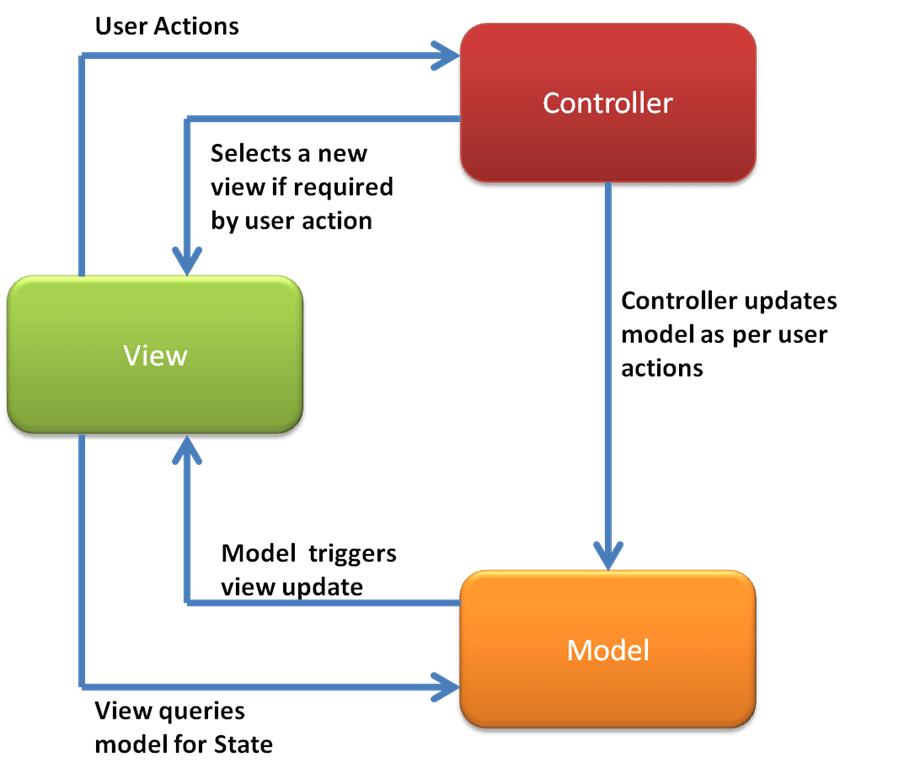 User Actions
Controller
Selects a new
view if required
by user action
Controller updates
model as per user
actions
View
Model  triggers
view update
Model
View queries
model for State